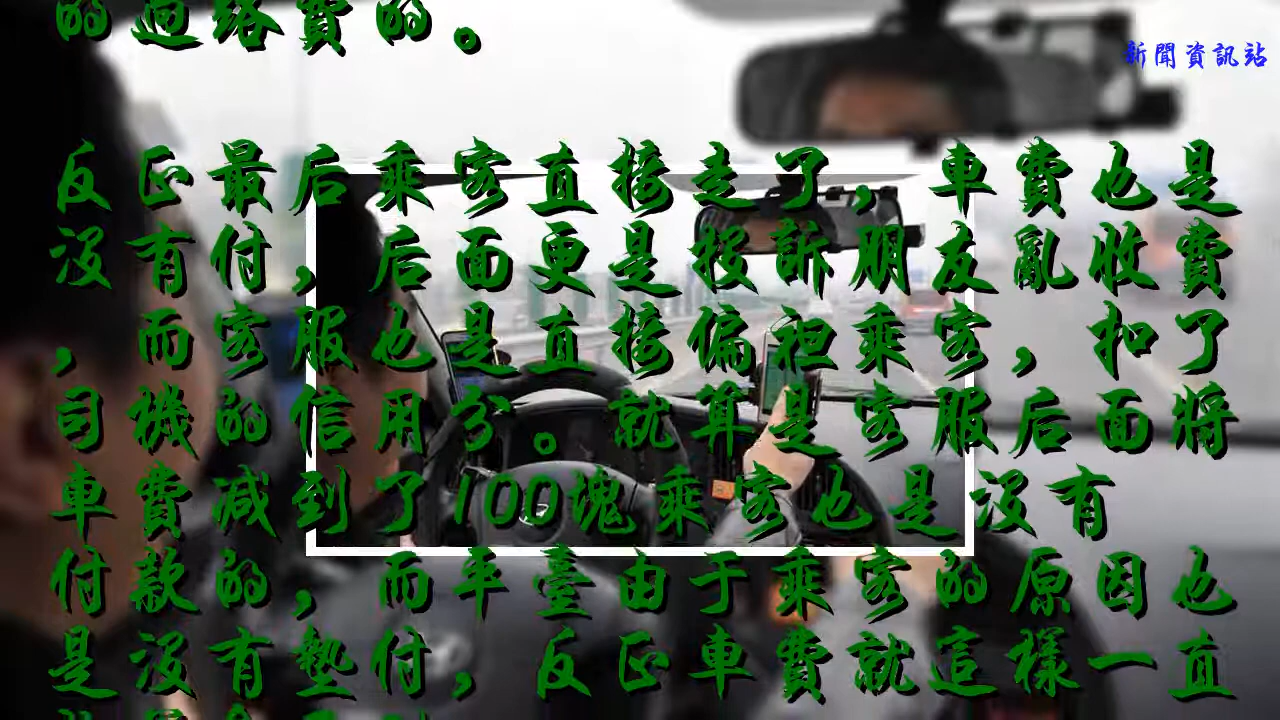 的過路費的。
新聞資訊站
反正最后乘客直接走了，車費也是
沒有付，后面更是投訴朋友亂收費
，而客服也是直接偏袒乘客，扣了
司機的信用分。就算是客服后面將
車費减到了100塊乘客也是沒有
付款的，而平臺由于乘客的原因也
是沒有墊付，反正車費就這樣一直